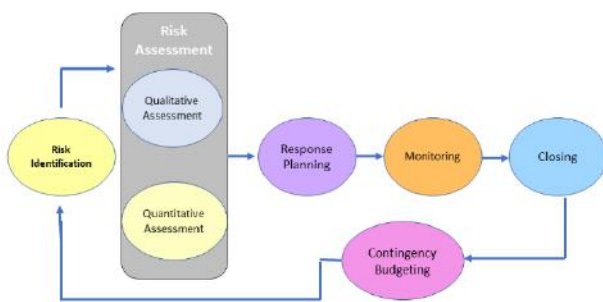 Risk
Assessment
Qualitative
Assessment
Risk
Identification
Response
Planning
Monitoring
Closing
Quantitative
Assessment
Contingency
Budgeting